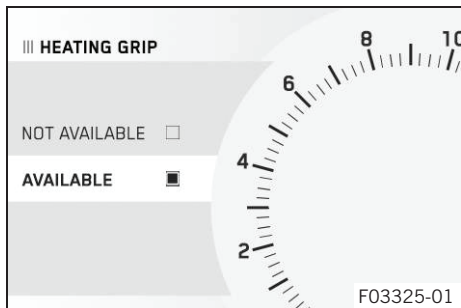 ||| HEATING GRIP
NOT AVAILABLE
AVAILABLE
8
10
6
4
2
F03325-01